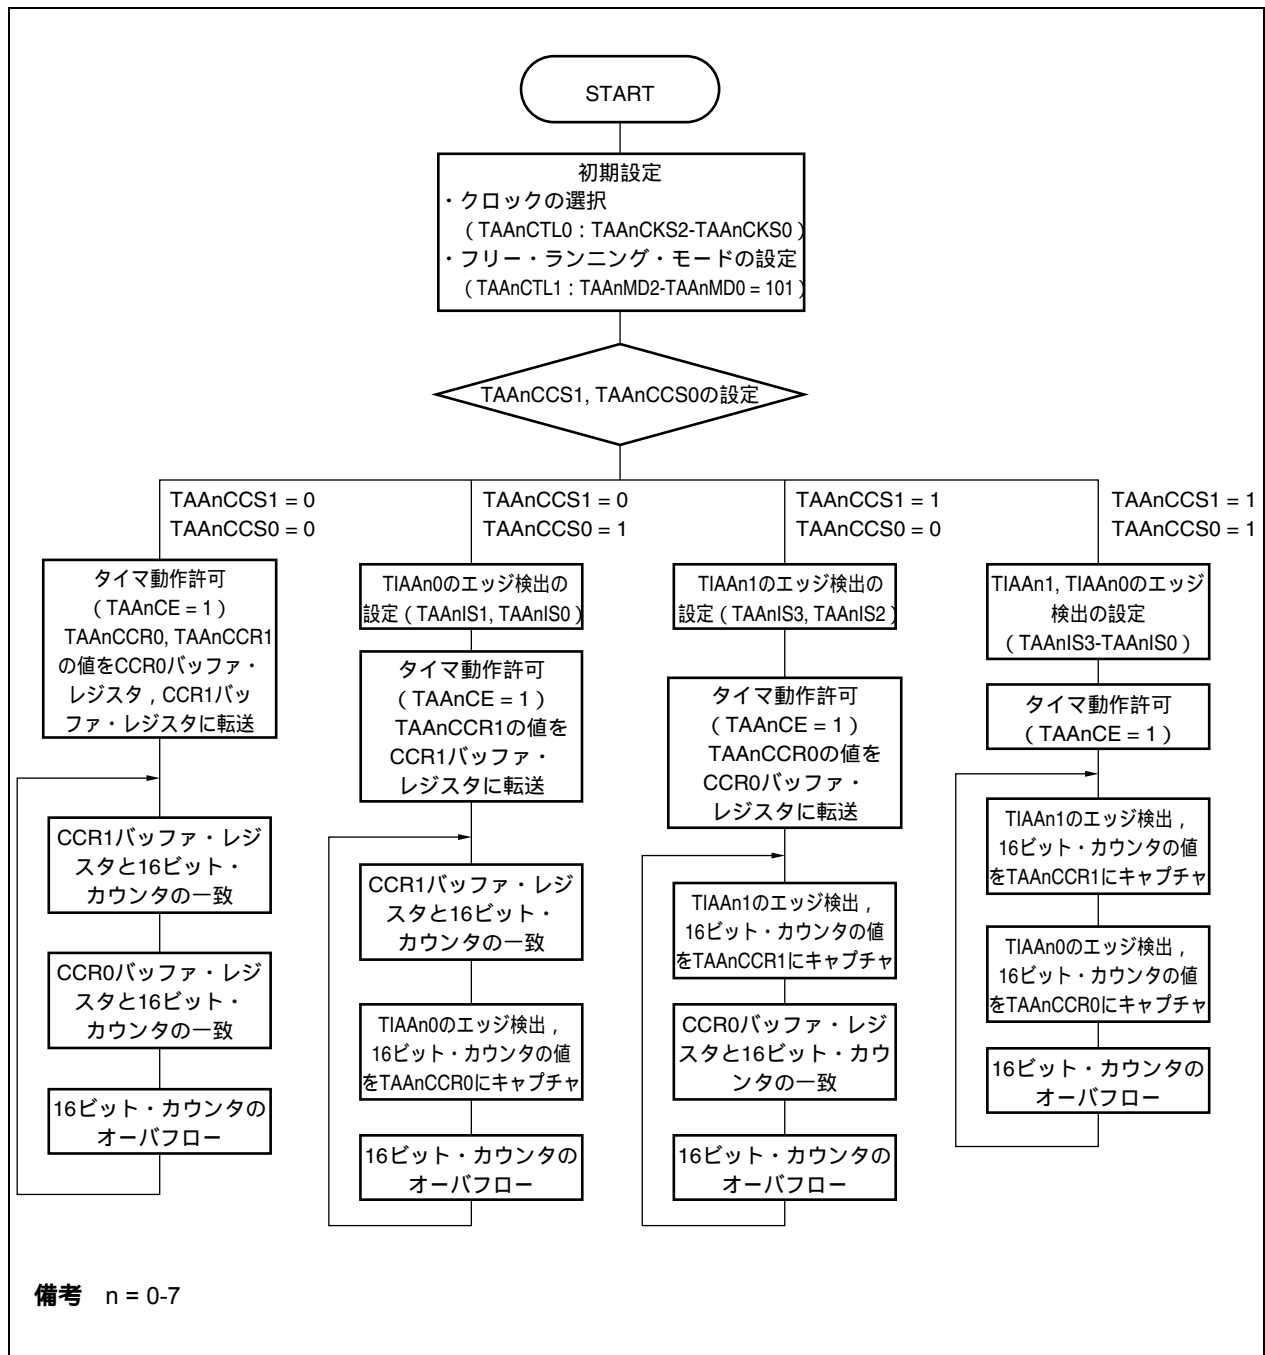 START
初期設定
・クロックの選択
（TAAnCTL0：TAAnCKS2-TAAnCKS0）
・フリー・ランニング・モードの設定
（TAAnCTL1：TAAnMD2-TAAnMD0 = 101）
TAAnCCS1, TAAnCCS0の設定
TAAnCCS1 = 0
TAAnCCS0 = 0
タイマ動作許可
（TAAnCE = 1）
TAAnCCR0, TAAnCCR1
の値をCCR0バッファ・
レジスタ，CCR1バッ
ファ・レジスタに転送
CCR1バッファ・レジ
スタと16ビット・
カウンタの一致
CCR0バッファ・レジ
スタと16ビット・
カウンタの一致
16ビット・カウンタの
オーバフロー
TAAnCCS1 = 0
TAAnCCS0 = 1
TIAAn0のエッジ検出の
設定（TAAnIS1, TAAnIS0）
タイマ動作許可
（TAAnCE = 1）
TAAnCCR1の値を
CCR1バッファ・
レジスタに転送
CCR1バッファ・レジ
スタと16ビット・
カウンタの一致
TIAAn0のエッジ検出，
16ビット・カウンタの値
をTAAnCCR0にキャプチャ
16ビット・カウンタの
オーバフロー
TAAnCCS1 = 1
TAAnCCS0 = 0
TIAAn1のエッジ検出の
設定（TAAnIS3, TAAnIS2）
タイマ動作許可
（TAAnCE = 1）
TAAnCCR0の値を
CCR0バッファ・
レジスタに転送
TIAAn1のエッジ検出，
16ビット・カウンタの値
をTAAnCCR1にキャプチャ
CCR0バッファ・レジ
スタと16ビット・カウ
ンタの一致
16ビット・カウンタの
オーバフロー
TAAnCCS1 = 1
TAAnCCS0 = 1
TIAAn1, TIAAn0のエッジ
検出の設定
（TAAnIS3-TAAnIS0）
タイマ動作許可
（TAAnCE = 1）
TIAAn1のエッジ検出，
16ビット・カウンタの値
をTAAnCCR1にキャプチャ
TIAAn0のエッジ検出，
16ビット・カウンタの値
をTAAnCCR0にキャプチャ
16ビット・カウンタの
オーバフロー
備考 n = 0-7